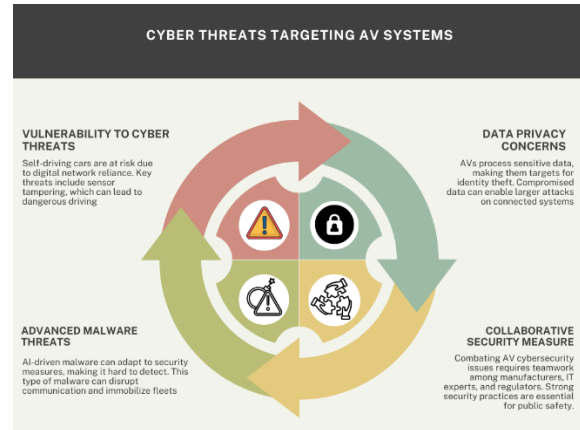 CYBER THREATS TARGETING AV SYSTEMS
VULNERABILITY TO CYBER
THREATS
Self-driving cars are at risk due
to digital network reliance. Key
threats include sensor
tampering, which can lead to
dangerous driving
DATA PRIVACY
CONCERNS
AVs process sensitive data,
making them targets for
identity theft. Compromised
data can enable larger attacks
on connected systems
ADVANCED MALWARE
THREATS
AI-driven malware can adapt to security
measures, making it hard to detect. This
type of malware can disrupt
communication and immobilize fleets
COLLABORATIVE
SECURITY MEASURE
Combating AV cybersecurity
issues requires teamwork
among manufacturers, IT
experts, and regulators. Strong
security practices are essential
for public safety.